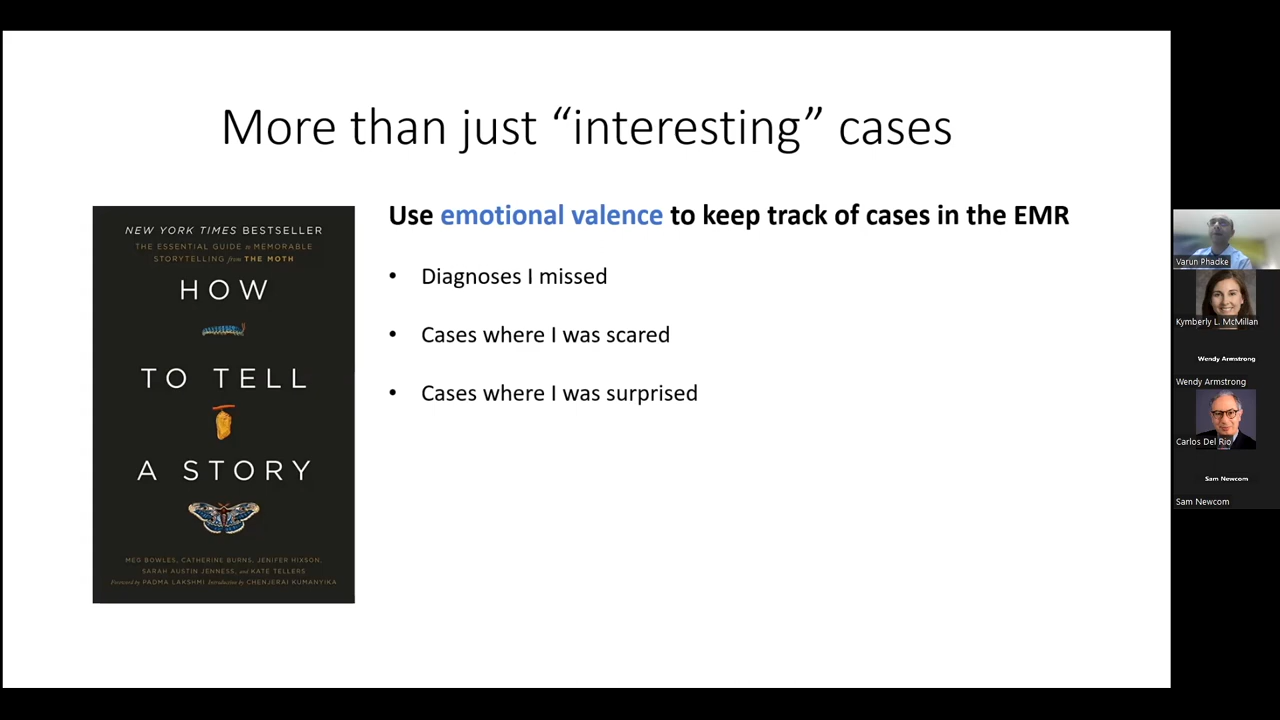 More than just “interesting” cases
NEW YORK TIMES BESTSELLER
THE ESSENTIAL GUIDE to MEMORABLE
STORYTELLING from THE MOTH
HOW
TO TELL
A STORY
MEG BOWLES, CATHERINE BURNS, JENIFER HIXSON,
SARAH AUSTIN JENNESS, and KATE TELLERS
Foreword by PADMA LAKSHMI Introduction by CHENJERAI KUMANYIKA
Use emotional valence to keep track of cases in the EMR
• Diagnoses I missed
• Cases where I was scared
• Cases where I was surprised
Varun Phadke
Kymberly L. McMillan
Wendy Armstrong
Wendy Armstrong
Carlos Del Rio
Sam Newcom
Sam Newcom